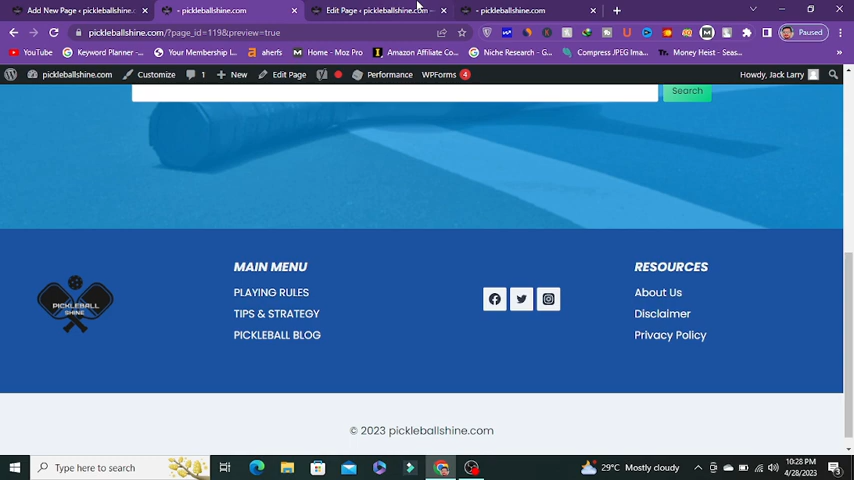 Add New Page ‹ pickleballshine.c
- pickleballshine.com
Edit Page ‹ pickleballshine.com —
- pickleballshine.com
pickleballshine.com/?page_id=119&preview=true
Paused
YouTube
Keyword Planner -...
Your Membership I...
aherfs
Home - Moz Pro
Amazon Affiliate Co...
Niche Research - G...
Compress JPEG Ima...
Money Heist - Seas...
»
pickleballshine.com
Customize
1
New
Edit Page
Performance
WPForms 4
Howdy, Jack Larry
Search
PICKLEBALL
SHINE
MAIN MENU
PLAYING RULES
TIPS & STRATEGY
PICKLEBALL BLOG
RESOURCES
About Us
Disclaimer
Privacy Policy
© 2023 pickleballshine.com
Type here to search
29°C Mostly cloudy
10:28 PM
4/28/2023
3